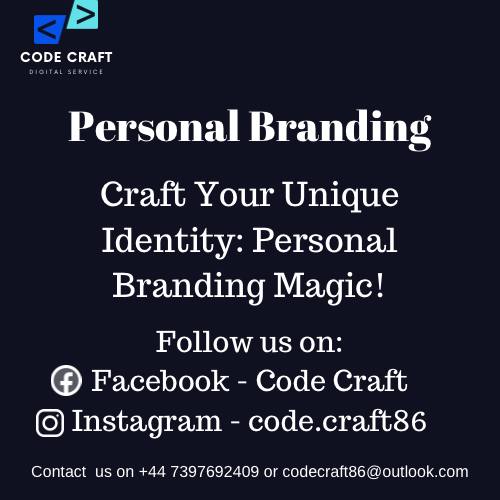 < >
CODE CRAFT
DIGITAL SERVICE
Personal Branding
Craft Your Unique
Identity: Personal
Branding Magic!
Follow us on:
Facebook - Code Craft
Instagram - code.craft86
Contact  us on +44 7397692409 or codecraft86@outlook.com